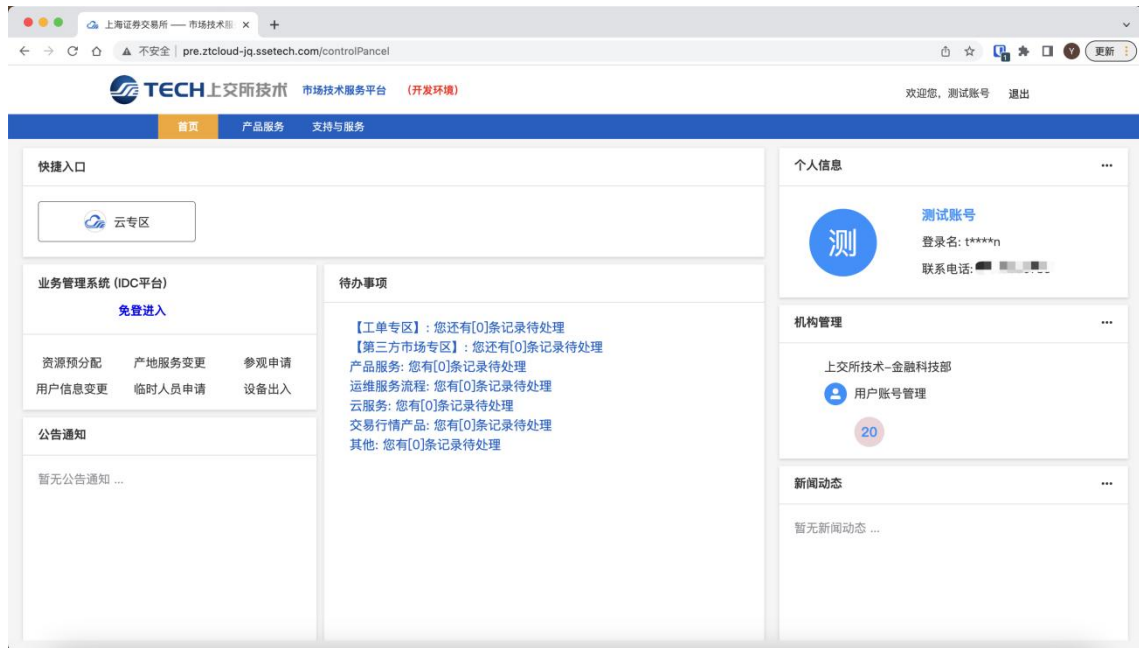 上海证券交易所 —— 市场技术服
不安全 pre.ztcloud-jq.ssetech.com/controlPancel
1 Y 更新
TECH上交所技术 市场技术服务平台 (开发环境)
欢迎您, 测试账号 退出
首页 产品服务 支持与服务
快捷入口
云专区
业务管理系统 (IDC平台)
免登进入
资源预分配 产地服务变更 参观申请
用户信息变更 临时人员申请 设备出入
公告通知
暂无公告通知 ...
待办事项
【工单专区】: 您还有[0]条记录待处理
【第三方市场专区】: 您还有[0]条记录待处理
产品服务: 您有[0]条记录待处理
运维服务流程: 您有[0]条记录待处理
云服务: 您有[0]条记录待处理
交易行情产品: 您有[0]条记录待处理
其他: 您有[0]条记录待处理
个人信息 ...
测
测试账号
登录名: t****n
联系电话:
机构管理 ...
上交所技术–金融科技部
用户账号管理
20
新闻动态 ...
暂无新闻动态 ...